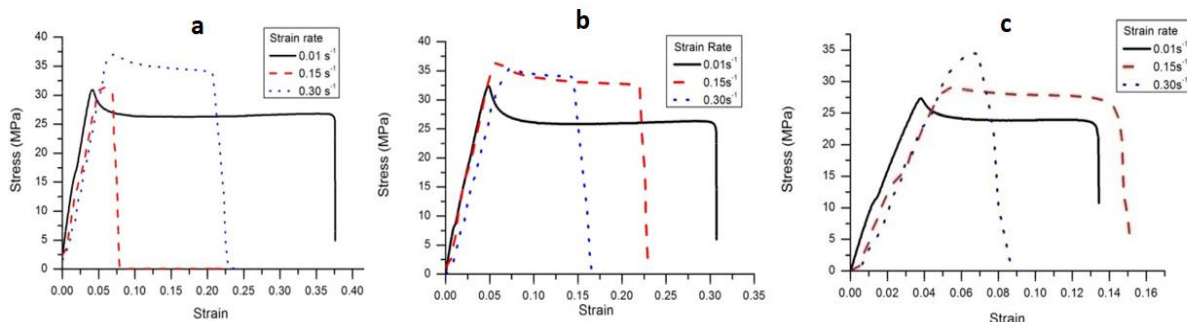 a
Strain rate
0.01 s⁻¹
0.15 s⁻¹
0.30 s⁻¹
Stress (MPa)
40
35
30
25
20
15
10
5
0
0.00 0.05 0.10 0.15 0.20 0.25 0.30 0.35 0.40
Strain
b
Strain Rate
0.01s⁻¹
0.15s⁻¹
0.30s⁻¹
Stress (MPa)
40
35
30
25
20
15
10
5
0
0.00 0.05 0.10 0.15 0.20 0.25 0.30 0.35
Strain
c
Strain rate
0.01s⁻¹
0.15s⁻¹
0.30s⁻¹
Stress (MPa)
35
30
25
20
15
10
5
0
0.00 0.02 0.04 0.06 0.08 0.10 0.12 0.14 0.16
Strain